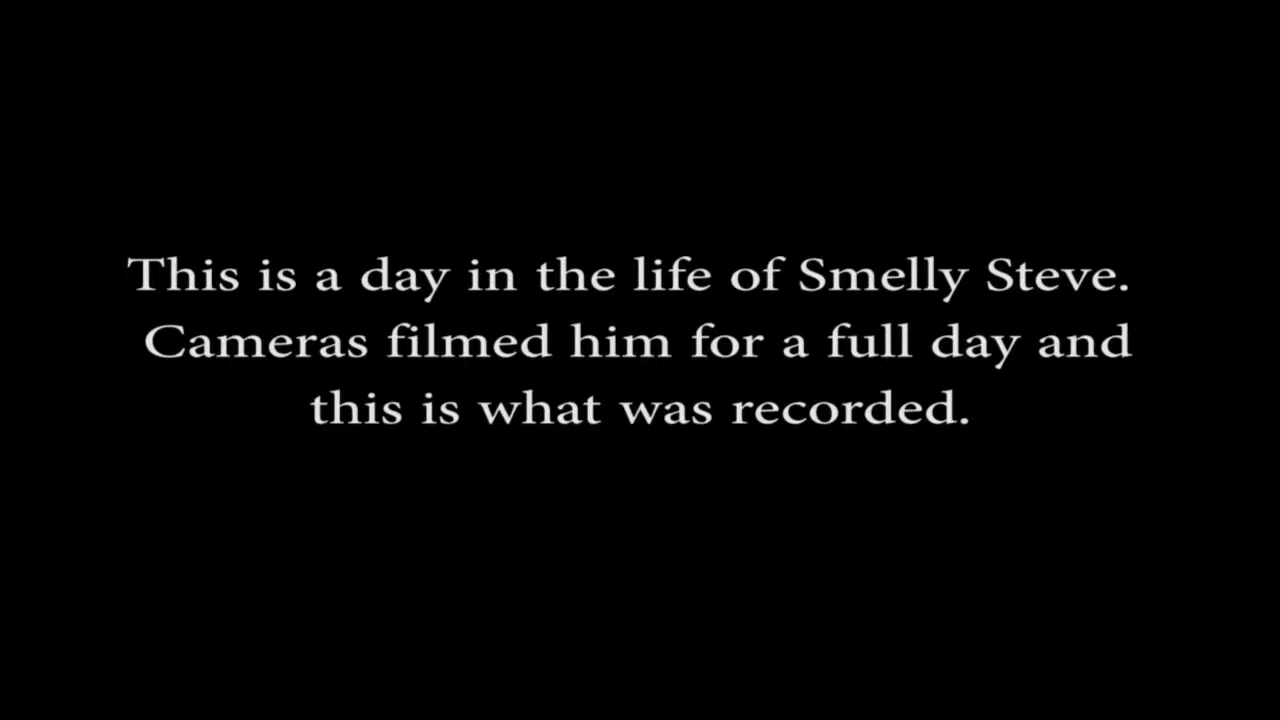 This is a day in the life of Smelly Steve.
Cameras filmed him for a full day and
this is what was recorded.